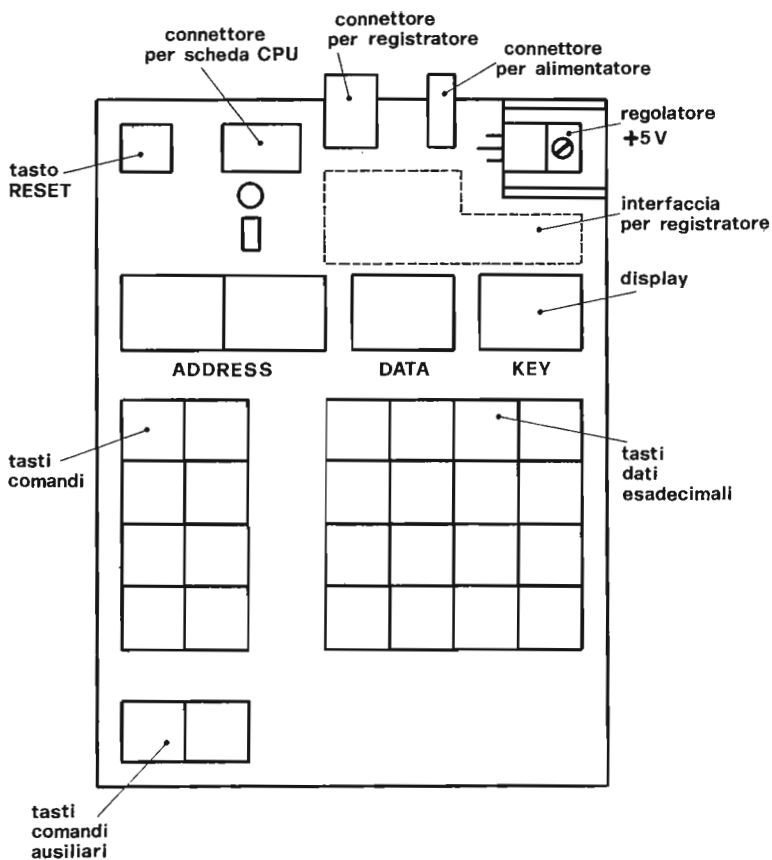 connettore
per scheda CPU
connettore
per registratore
connettore
per alimentatore
regolatore
+5V
tasto
RESET
interfaccia
per registratore
display
ADDRESS
DATA
KEY
tasti
comandi
tasti
dati
esadecimali
tasti
comandi
ausiliari